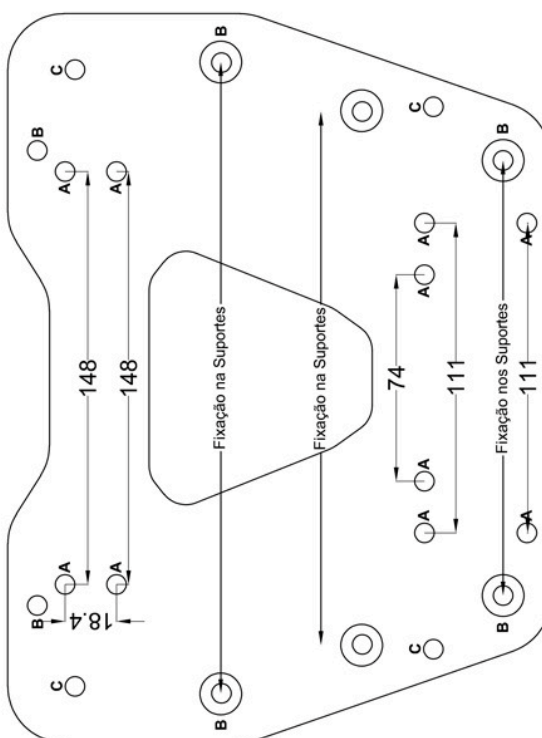 B
C
B
C
B
A
A
A
A
A
148
148
Fixação na Suportes
Fixação na Suportes
74
111
Fixação nos Suportes
111
A
A
A
A
A
18.4
B
B
C
C
B